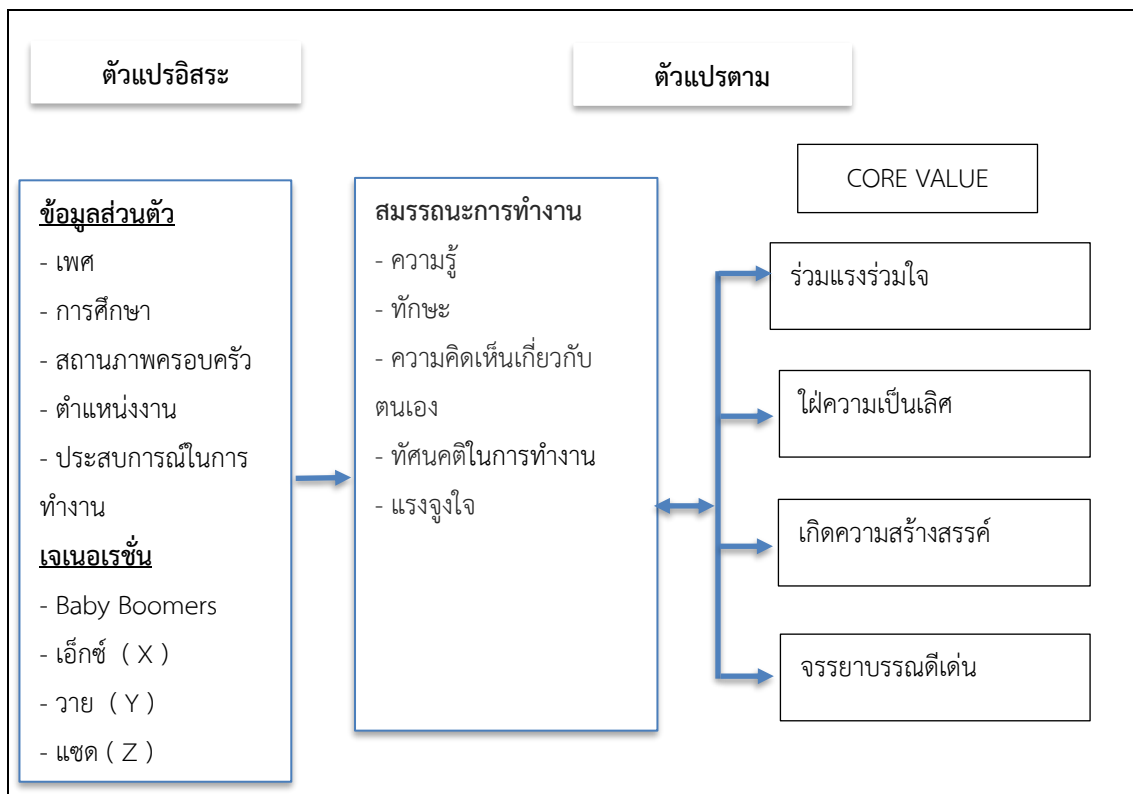 ตัวแปรอิสระ
ตัวแปรตาม
ข้อมูลส่วนตัว
- เพศ
- การศึกษา
- สถานภาพครอบครัว
- ตำแหน่งงาน
- ประสบการณ์ในการ
ทำงาน
เจเนอเรชั่น
- Baby Boomers
- เอ็กซ์ ( X )
- วาย ( Y )
- แซด ( Z )
สมรรถนะการทำงาน
- ความรู้
- ทักษะ
- ความคิดเห็นเกี่ยวกับ
ตนเอง
- ทัศนคติในการทำงาน
- แรงจูงใจ
CORE VALUE
ร่วมแรงร่วมใจ
ใฝ่ความเป็นเลิศ
เกิดความสร้างสรรค์
จรรยาบรรณดีเด่น